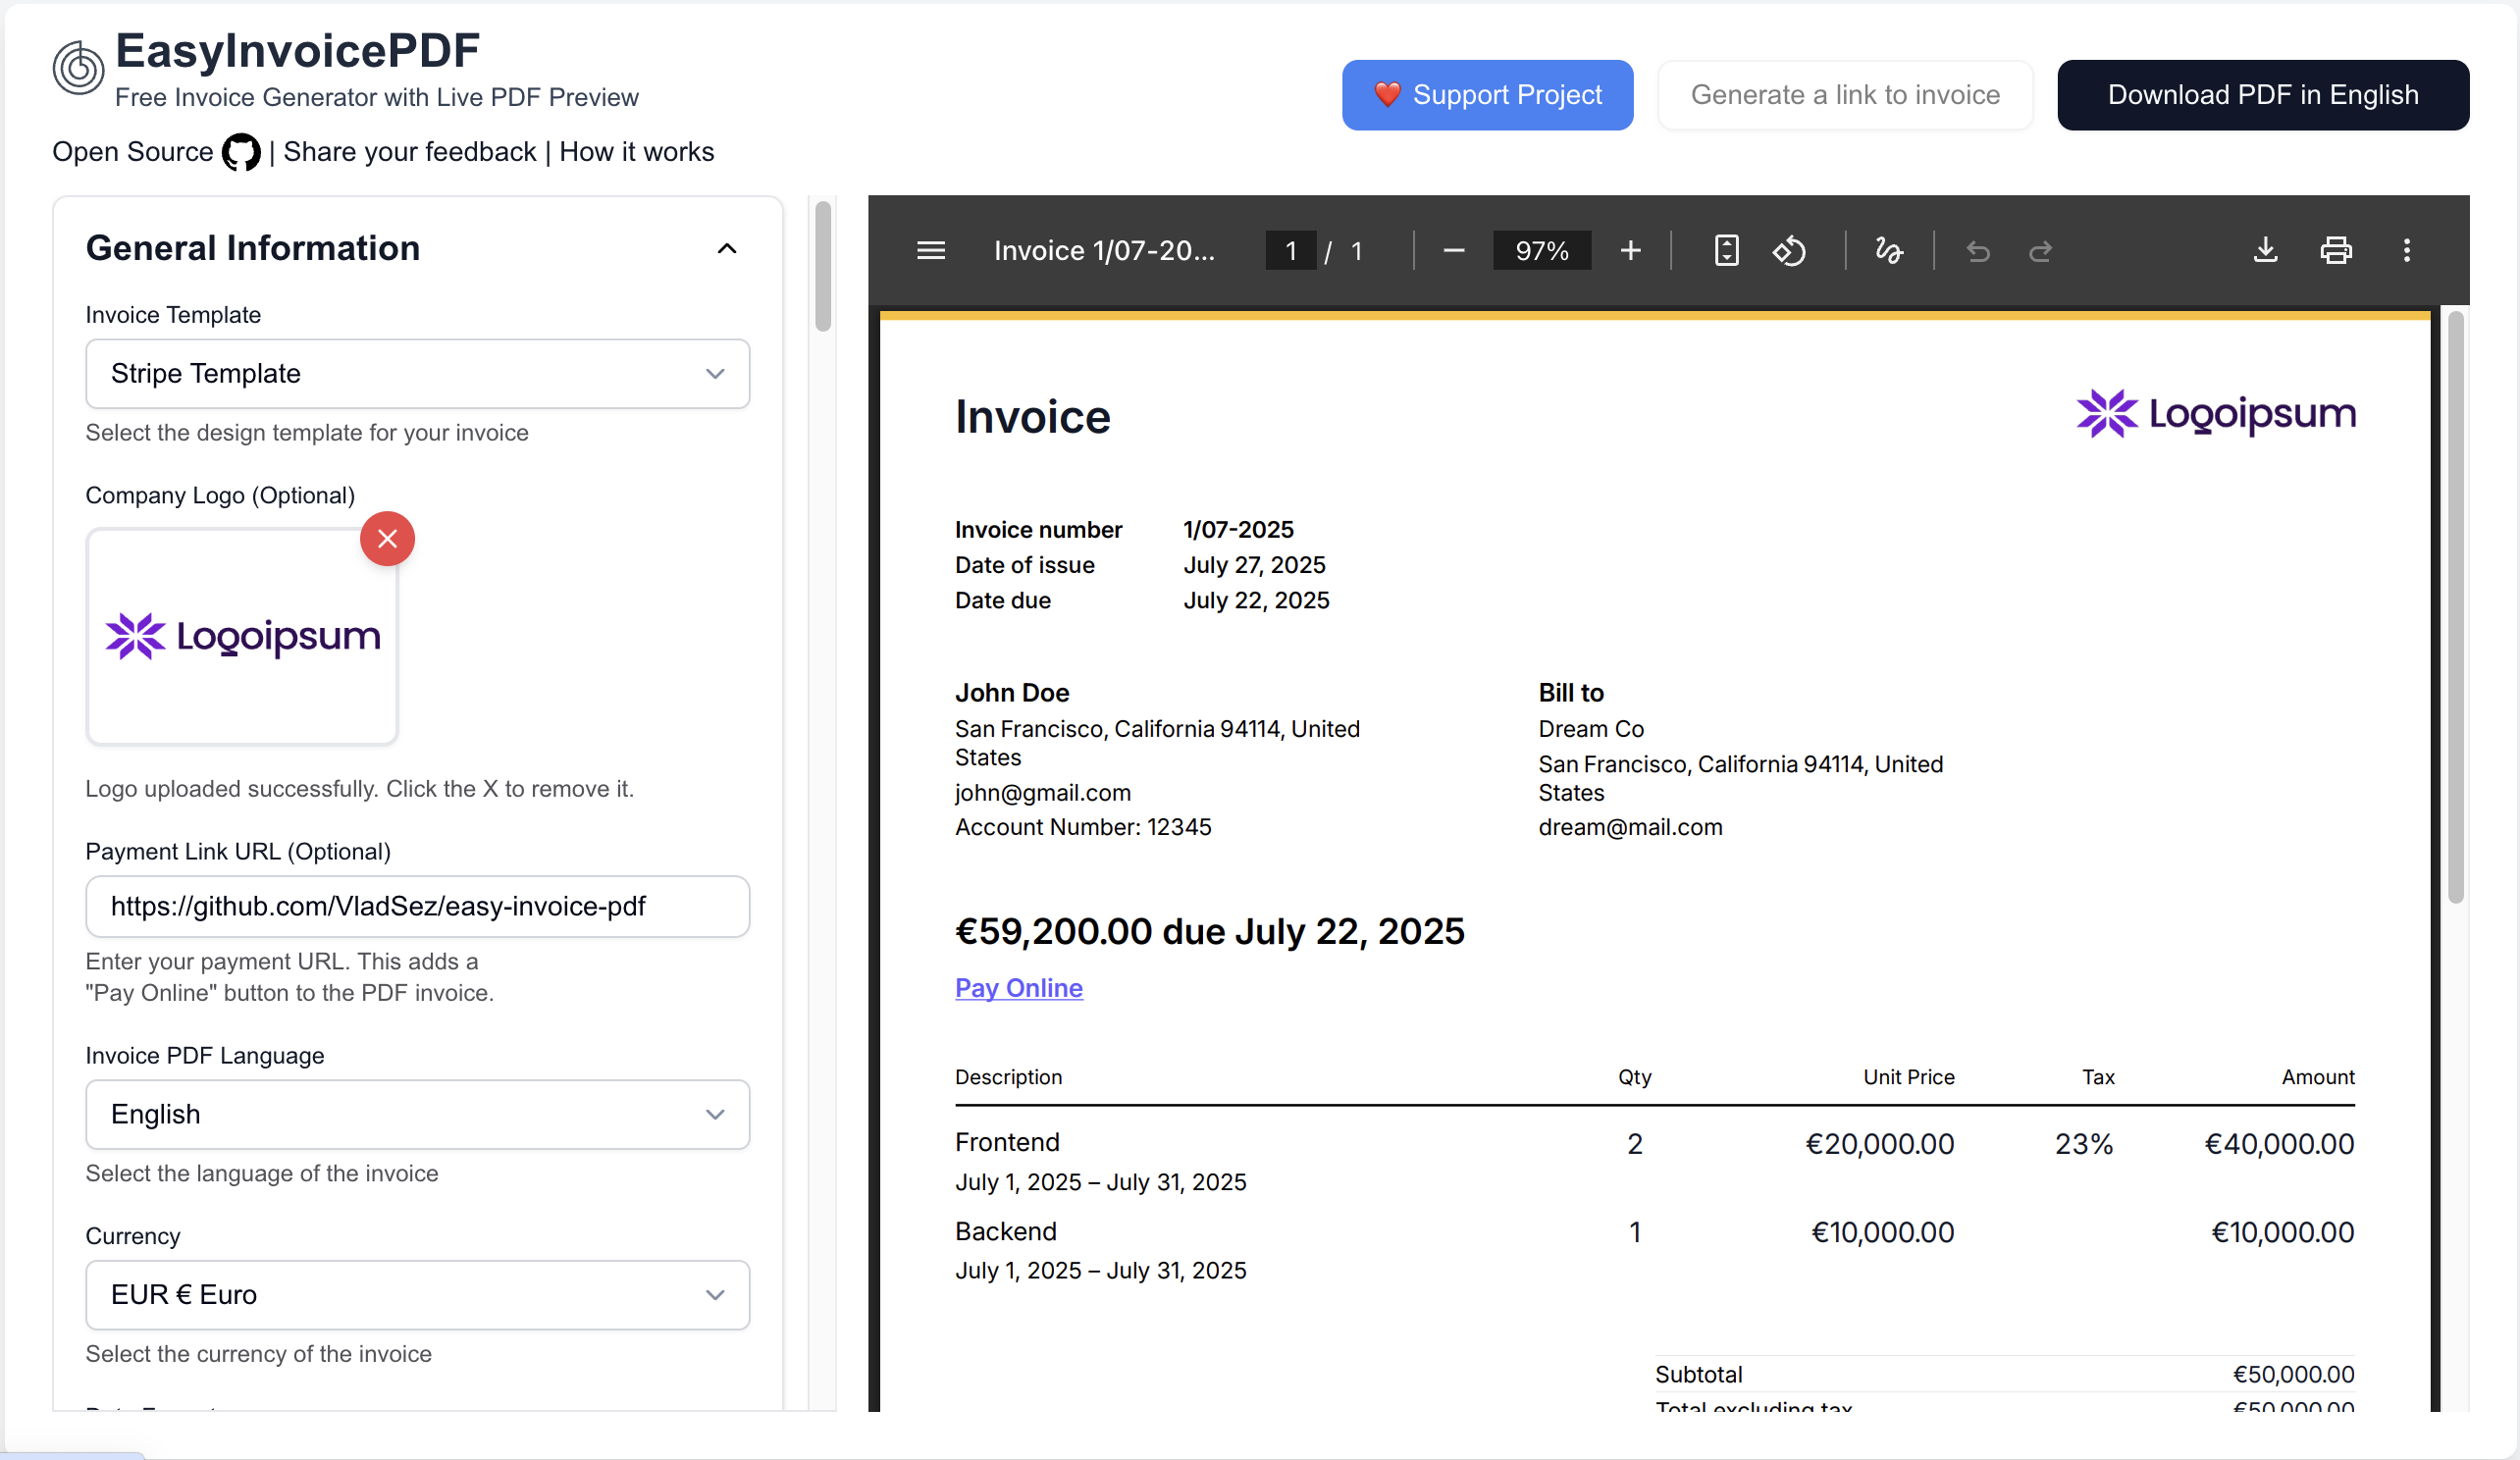 EasyInvoicePDF
Free Invoice Generator with Live PDF Preview
Open Source | Share your feedback | How it works
❤️ Support Project
Generate a link to invoice
Download PDF in English
General Information
Invoice Template
Stripe Template
Select the design template for your invoice
Company Logo (Optional)
Logoipsum
Logo uploaded successfully. Click the X to remove it.
Payment Link URL (Optional)
https://github.com/VladSez/easy-invoice-pdf
Enter your payment URL. This adds a
"Pay Online" button to the PDF invoice.
Invoice PDF Language
English
Select the language of the invoice
Currency
EUR € Euro
Select the currency of the invoice
Invoice 1/07-20... 1 / 1 97%
Invoice
Logoipsum
Invoice number 1/07-2025
Date of issue July 27, 2025
Date due July 22, 2025
John Doe
San Francisco, California 94114, United
States
john@gmail.com
Account Number: 12345
Bill to
Dream Co
San Francisco, California 94114, United
States
dream@mail.com
€59,200.00 due July 22, 2025
Pay Online
Description Qty Unit Price Tax Amount
Frontend 2 €20,000.00 23% €40,000.00
July 1, 2025 – July 31, 2025
Backend 1 €10,000.00 €10,000.00
July 1, 2025 – July 31, 2025
Subtotal €50,000.00
Total excluding tax €50,000.00